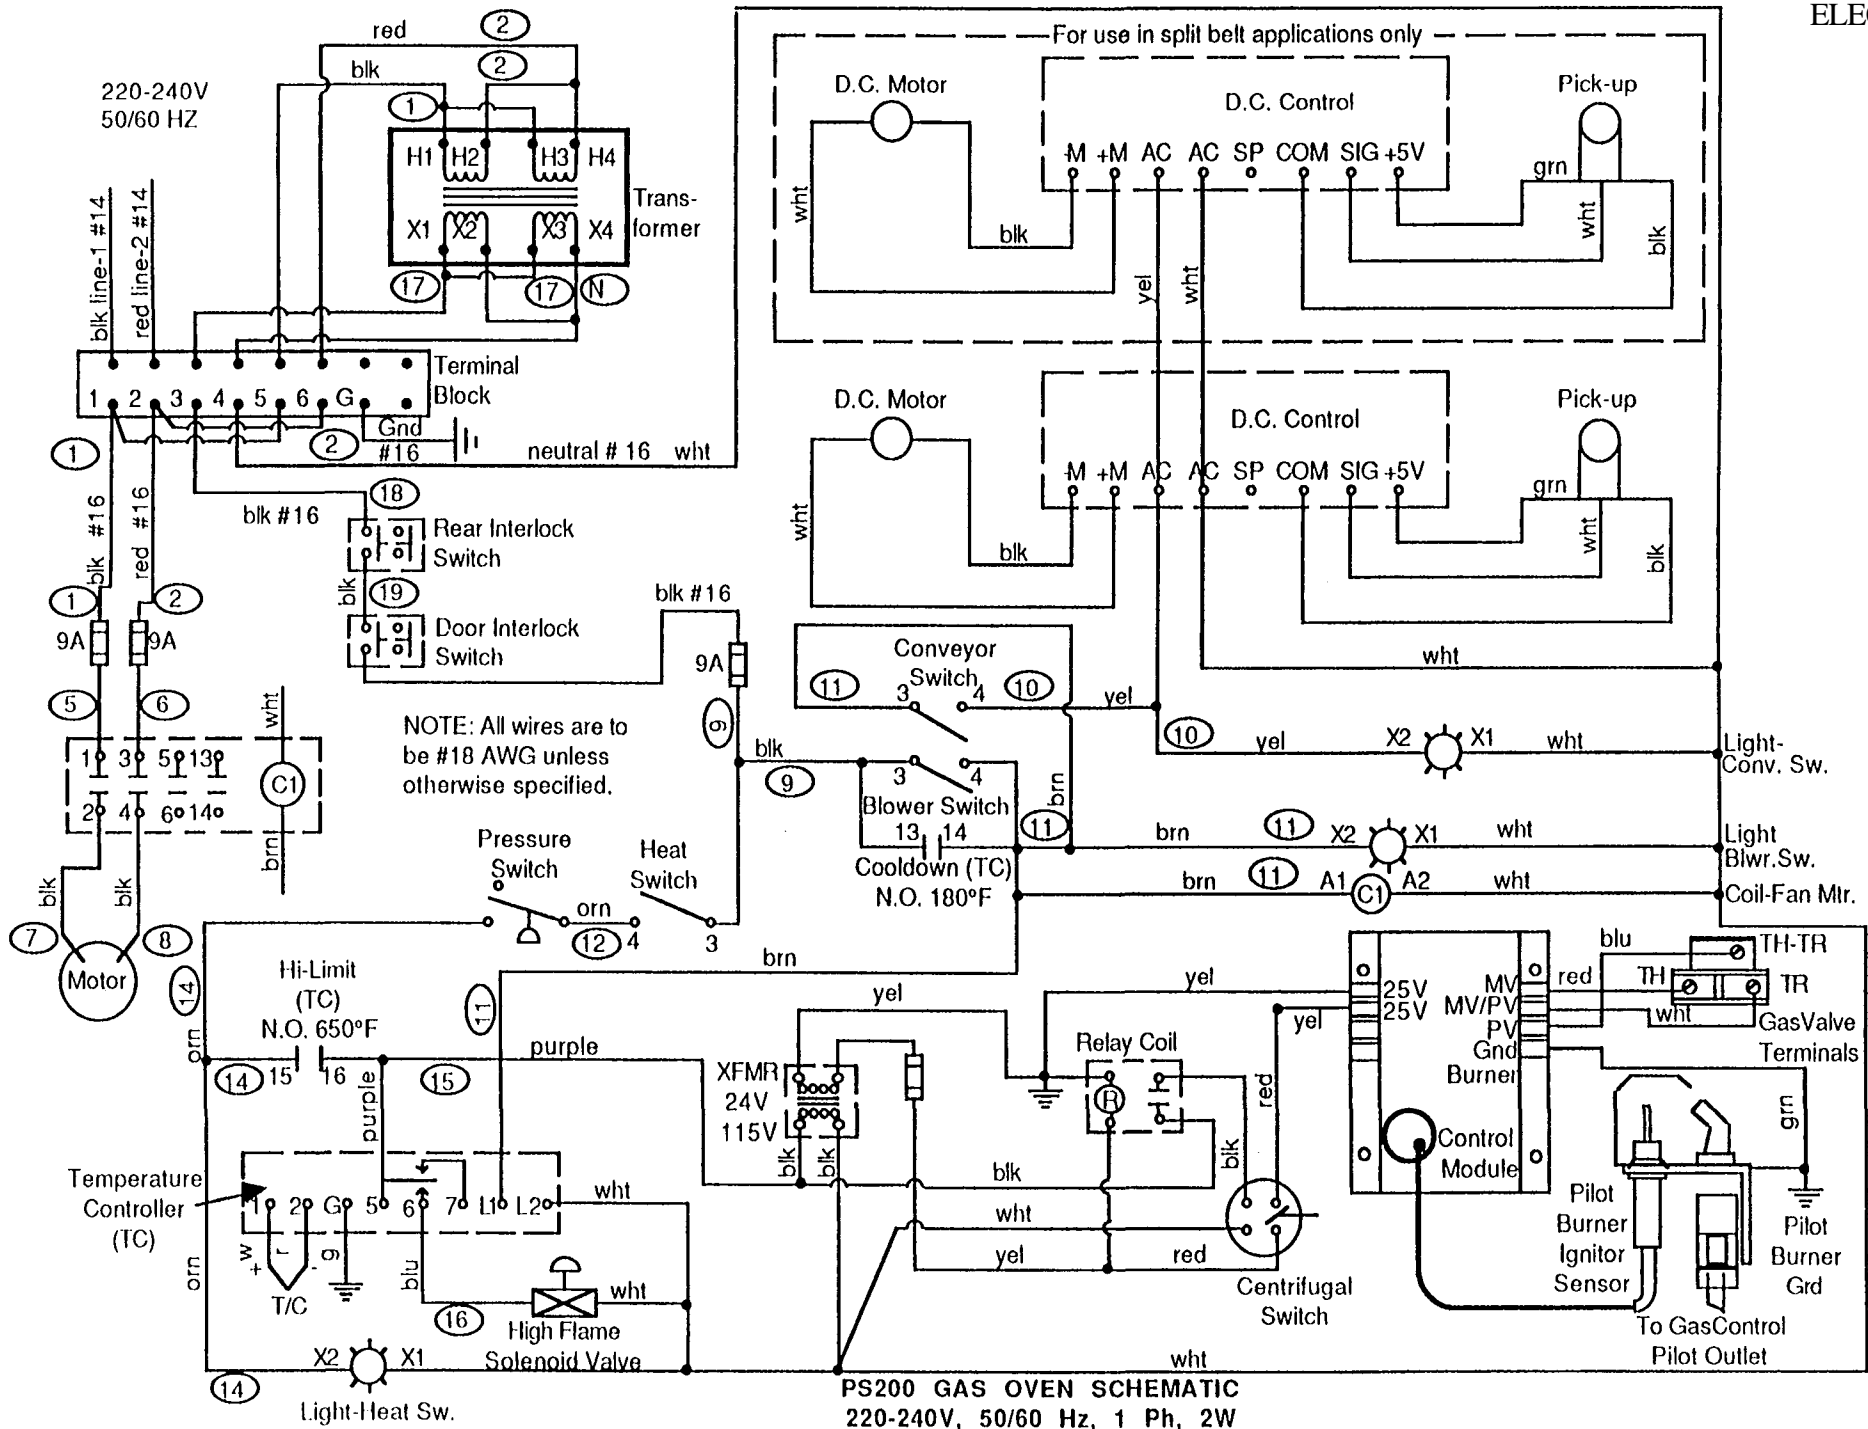 ELE
220-240V
50/60 HZ
red
2
blk
2
1
H1 H2 H3 H4
X1 X2 X3 X4
Trans-
former
17
17
N
blk line-1 #14
red line-2 #14
Terminal
Block
1 2 3 4 5 6 G
1
2
Gnd
#16
neutral # 16 wht
blk #16
18
Rear Interlock
Switch
blk
19
Door Interlock
Switch
blk #16
9A
9
blk #16
red #16
1
2
9A
9A
5
6
wht
1 3 5 13
C1
2 4 6 14
brn
blk
blk
7
8
Motor
NOTE: All wires are to
be #18 AWG unless
otherwise specified.
For use in split belt applications only
D.C. Motor
D.C. Control
Pick-up
-M +M AC AC SP COM SIG +5V
wht
blk
yel
wht
grn
wht
blk
D.C. Motor
D.C. Control
Pick-up
-M +M AC AC SP COM SIG +5V
wht
blk
grn
wht
blk
wht
Conveyor
Switch
11
3 4
10
yel
10
yel
X2 X1
wht
Light-
Conv. Sw.
blk
9
3 4
Blower Switch
brn
13 14
Cooldown (TC)
N.O. 180°F
11
brn
11
X2 X1
wht
Light
Blwr.Sw.
brn
11
A1 C1 A2
wht
Coil-Fan Mtr.
Pressure
Switch
Heat
Switch
orn
12
4 3
brn
14
Hi-Limit
(TC)
N.O. 650°F
orn
14
15 16
15
purple
purple
11
yel
XFMR
24V
115V
blk
blk
yel
Relay Coil
R
yel
red
blk
25V
25V
MV
MV/PV
PV
Gnd
Burner
Control
Module
blu
red
wht
TH-TR
TH
TR
GasValve
Terminals
grn
Pilot
Burner
Ignitor
Sensor
Pilot
Burner
Grd
To GasControl
Pilot Outlet
blk
wht
yel
red
Centrifugal
Switch
Temperature
Controller
(TC)
1 2 G 5 6 7 L1 L2
wht
+ w
r -
g
T/C
blu
16
High Flame
Solenoid Valve
wht
orn
14
X2 X1
Light-Heat Sw.
wht
PS200 GAS OVEN SCHEMATIC
220-240V, 50/60 Hz, 1 Ph, 2W